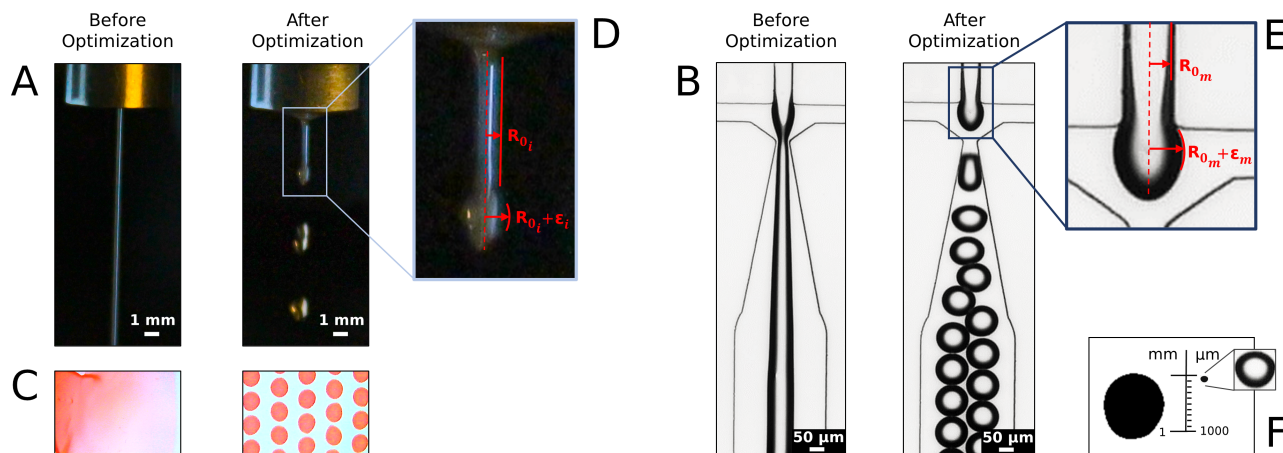 Before
Optimization
After
Optimization
A
1 mm
1 mm
D
R0i
R0i+εi
C
Before
Optimization
After
Optimization
B
50 µm
50 µm
E
R0m
R0m+εm
mm
µm
1
1000
F